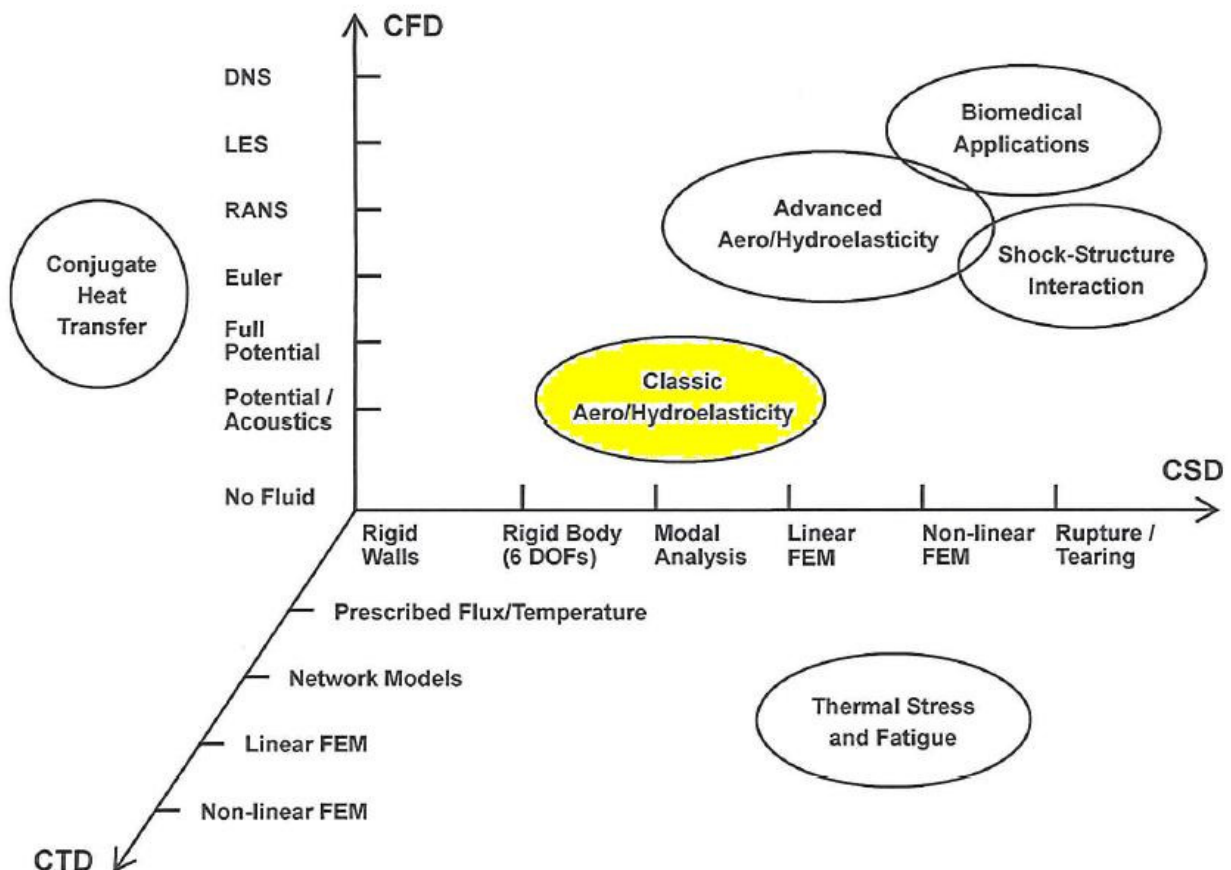 CFD
DNS
LES
RANS
Euler
Full
Potential
Potential /
Acoustics
No Fluid
Conjugate
Heat
Transfer
Biomedical
Applications
Advanced
Aero/Hydroelasticity
Shock-Structure
Interaction
Classic
Aero/Hydroelasticity
CSD
Rigid
Walls
Rigid Body
(6 DOFs)
Modal
Analysis
Linear
FEM
Non-linear
FEM
Rupture /
Tearing
Prescribed Flux/Temperature
Network Models
Linear FEM
Non-linear FEM
CTD
Thermal Stress
and Fatigue